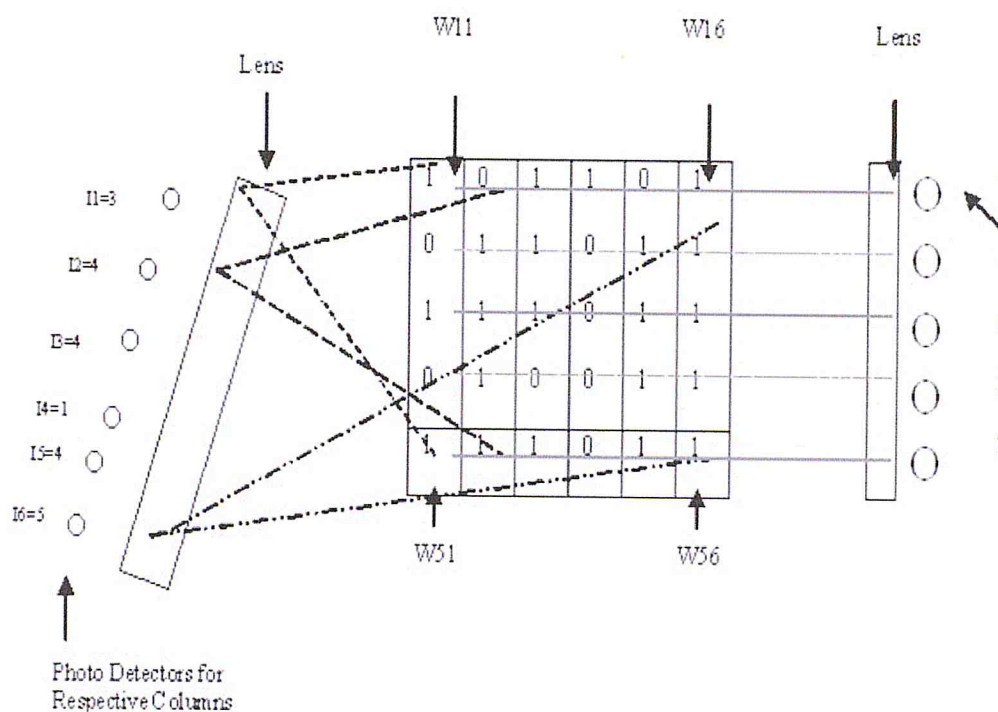 W11
W16
Lens
Lens
I1=3
I2=4
I3=4
I4=1
I5=4
I6=5
1 0 1 1 0 1
0 1 1 0 1 1
1 1 1 0 1 1
0 1 0 0 1 1
1 1 1 0 1 1
W51
W56
Photo Detectors for
Respective Columns